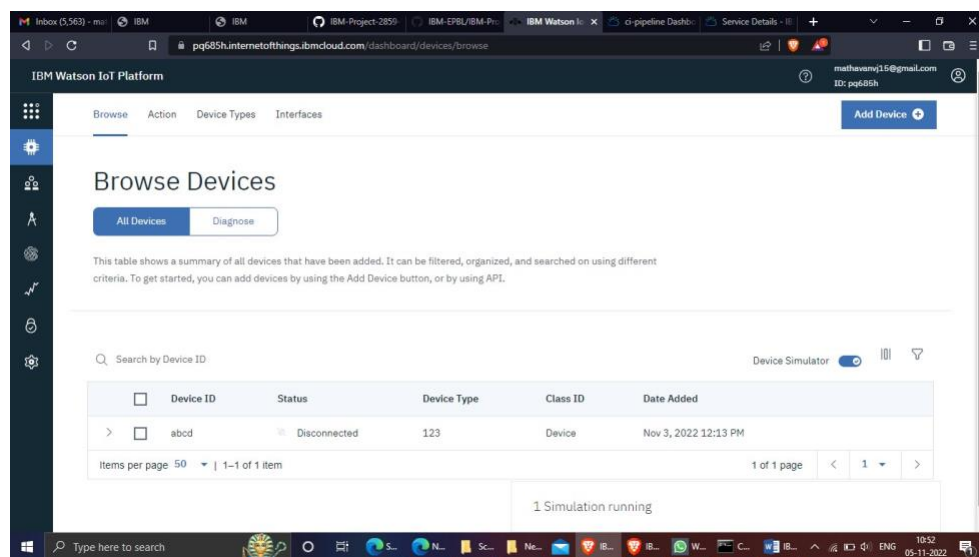 Inbox (5,563) - mat
IBM
IBM
IBM-Project-2859
IBM-EPBL/IBM-Pro
IBM Watson Io
ci-pipeline Dashbo
Service Details - IB
pq685h.internetofthings.ibmcloud.com/dashboard/devices/browse
IBM Watson IoT Platform
mathavanvj15@gmail.com
ID: pq685h
Browse Action Device Types Interfaces
Add Device
Browse Devices
All Devices Diagnose
This table shows a summary of all devices that have been added. It can be filtered, organized, and searched on using different
criteria. To get started, you can add devices by using the Add Device button, or by using API.
Search by Device ID
Device Simulator
Device ID Status Device Type Class ID Date Added
abcd Disconnected 123 Device Nov 3, 2022 12:13 PM
Items per page 50 | 1–1 of 1 item
1 of 1 page < 1 >
1 Simulation running
Type here to search
S... N... Sc... Ne... IB... IB... W... C... IB...
ENG
10:52
05-11-2022